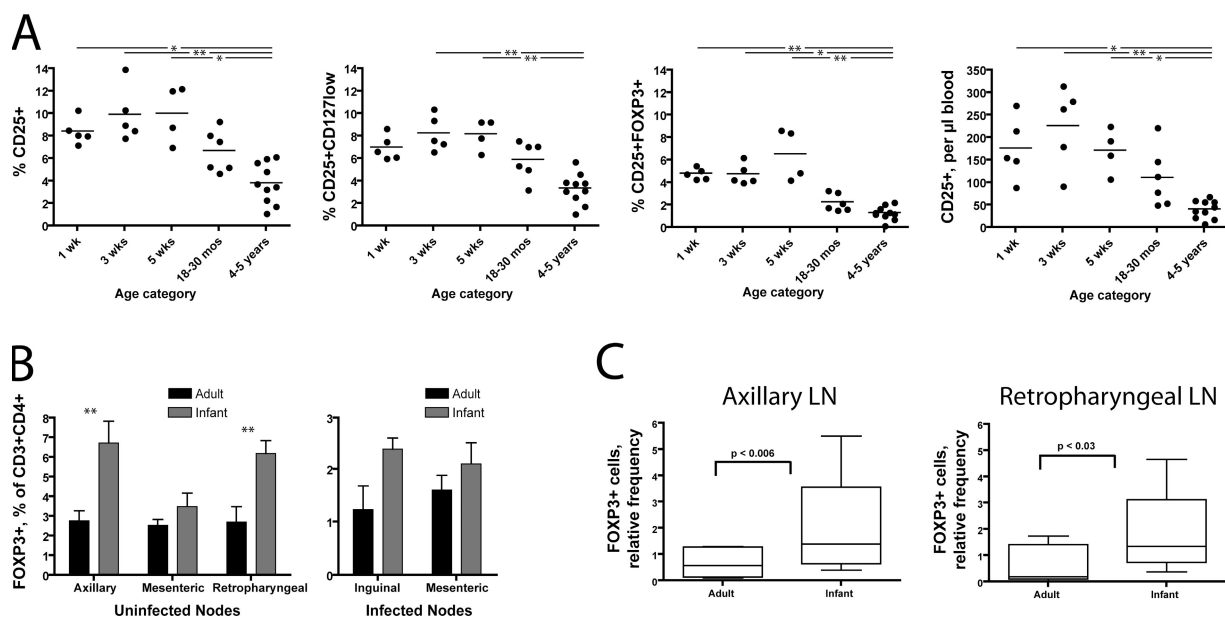 A
* ** *
% CD25+
14
12
10
8
6
4
2
0
1 wk
3 wks
5 wks
18-30 mos
4-5 years
Age category
** **
% CD25+CD127low
14
12
10
8
6
4
2
0
1 wk
3 wks
5 wks
18-30 mos
4-5 years
Age category
** * **
% CD25+FOXP3+
14
12
10
8
6
4
2
0
1 wk
3 wks
5 wks
18-30 mos
4-5 years
Age category
* ** *
CD25+, per µl blood
350
300
250
200
150
100
50
0
1 wk
3 wks
5 wks
18-30 mos
4-5 years
Age category
B
FOXP3+, % of CD3+CD4+
Adult
Infant
** **
8
7
6
5
4
3
2
1
0
Axillary Mesenteric Retropharyngeal
Uninfected Nodes
Adult
Infant
3
2
1
0
Inguinal Mesenteric
Infected Nodes
C
Axillary LN
FOXP3+ cells,
relative frequency
6
5
4
3
2
1
0
p < 0.006
Adult Infant
Retropharyngeal LN
FOXP3+ cells,
relative frequency
6
5
4
3
2
1
0
p < 0.03
Adult Infant